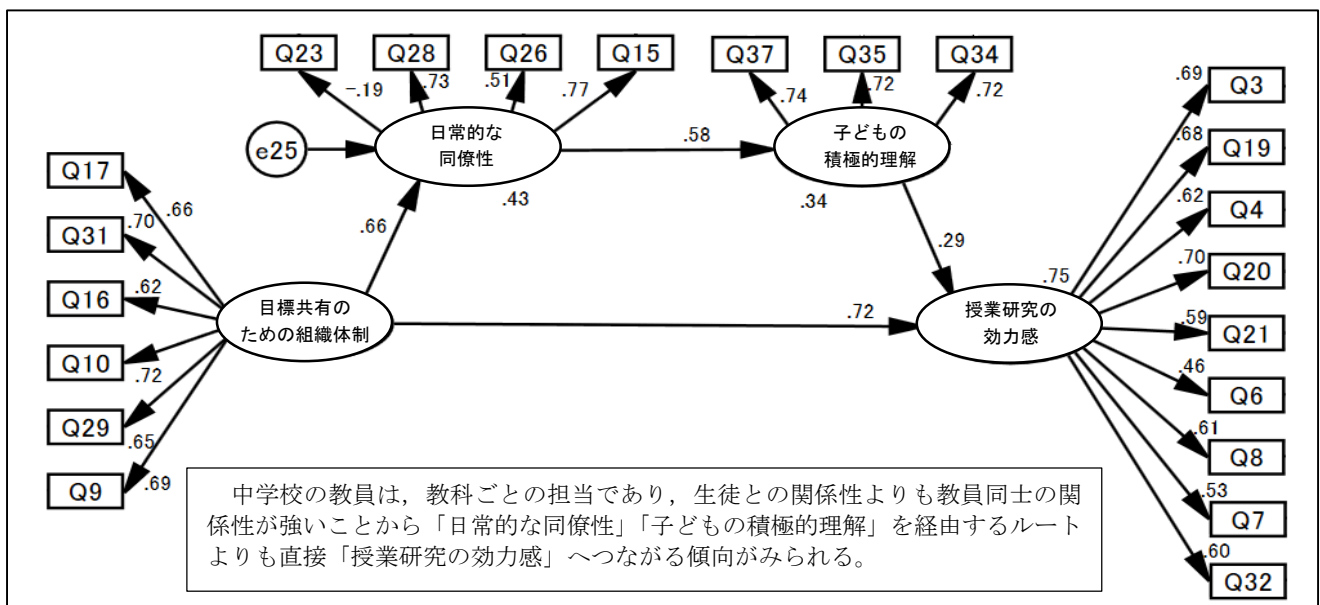 Q23
Q28
Q26
Q15
Q37
Q35
Q34
-.19
.73
.51
.77
.74
.72
.72
.69
Q3
日常的な
同僚性
子どもの
積極的理解
e25
.58
.68
Q19
Q17
.43
.34
.62
Q4
.66
Q31
.70
.66
.29
.75
.70
Q20
Q16
.62
目標共有の
ための組織体制
.72
授業研究の
効力感
.59
Q21
Q10
.72
.46
Q6
Q29
.65
.61
Q8
Q9
.69
.53
Q7
.60
Q32
中学校の教員は，教科ごとの担当であり，生徒との関係性よりも教員同士の関
係性が強いことから「日常的な同僚性」「子どもの積極的理解」を経由するルート
よりも直接「授業研究の効力感」へつながる傾向がみられる。